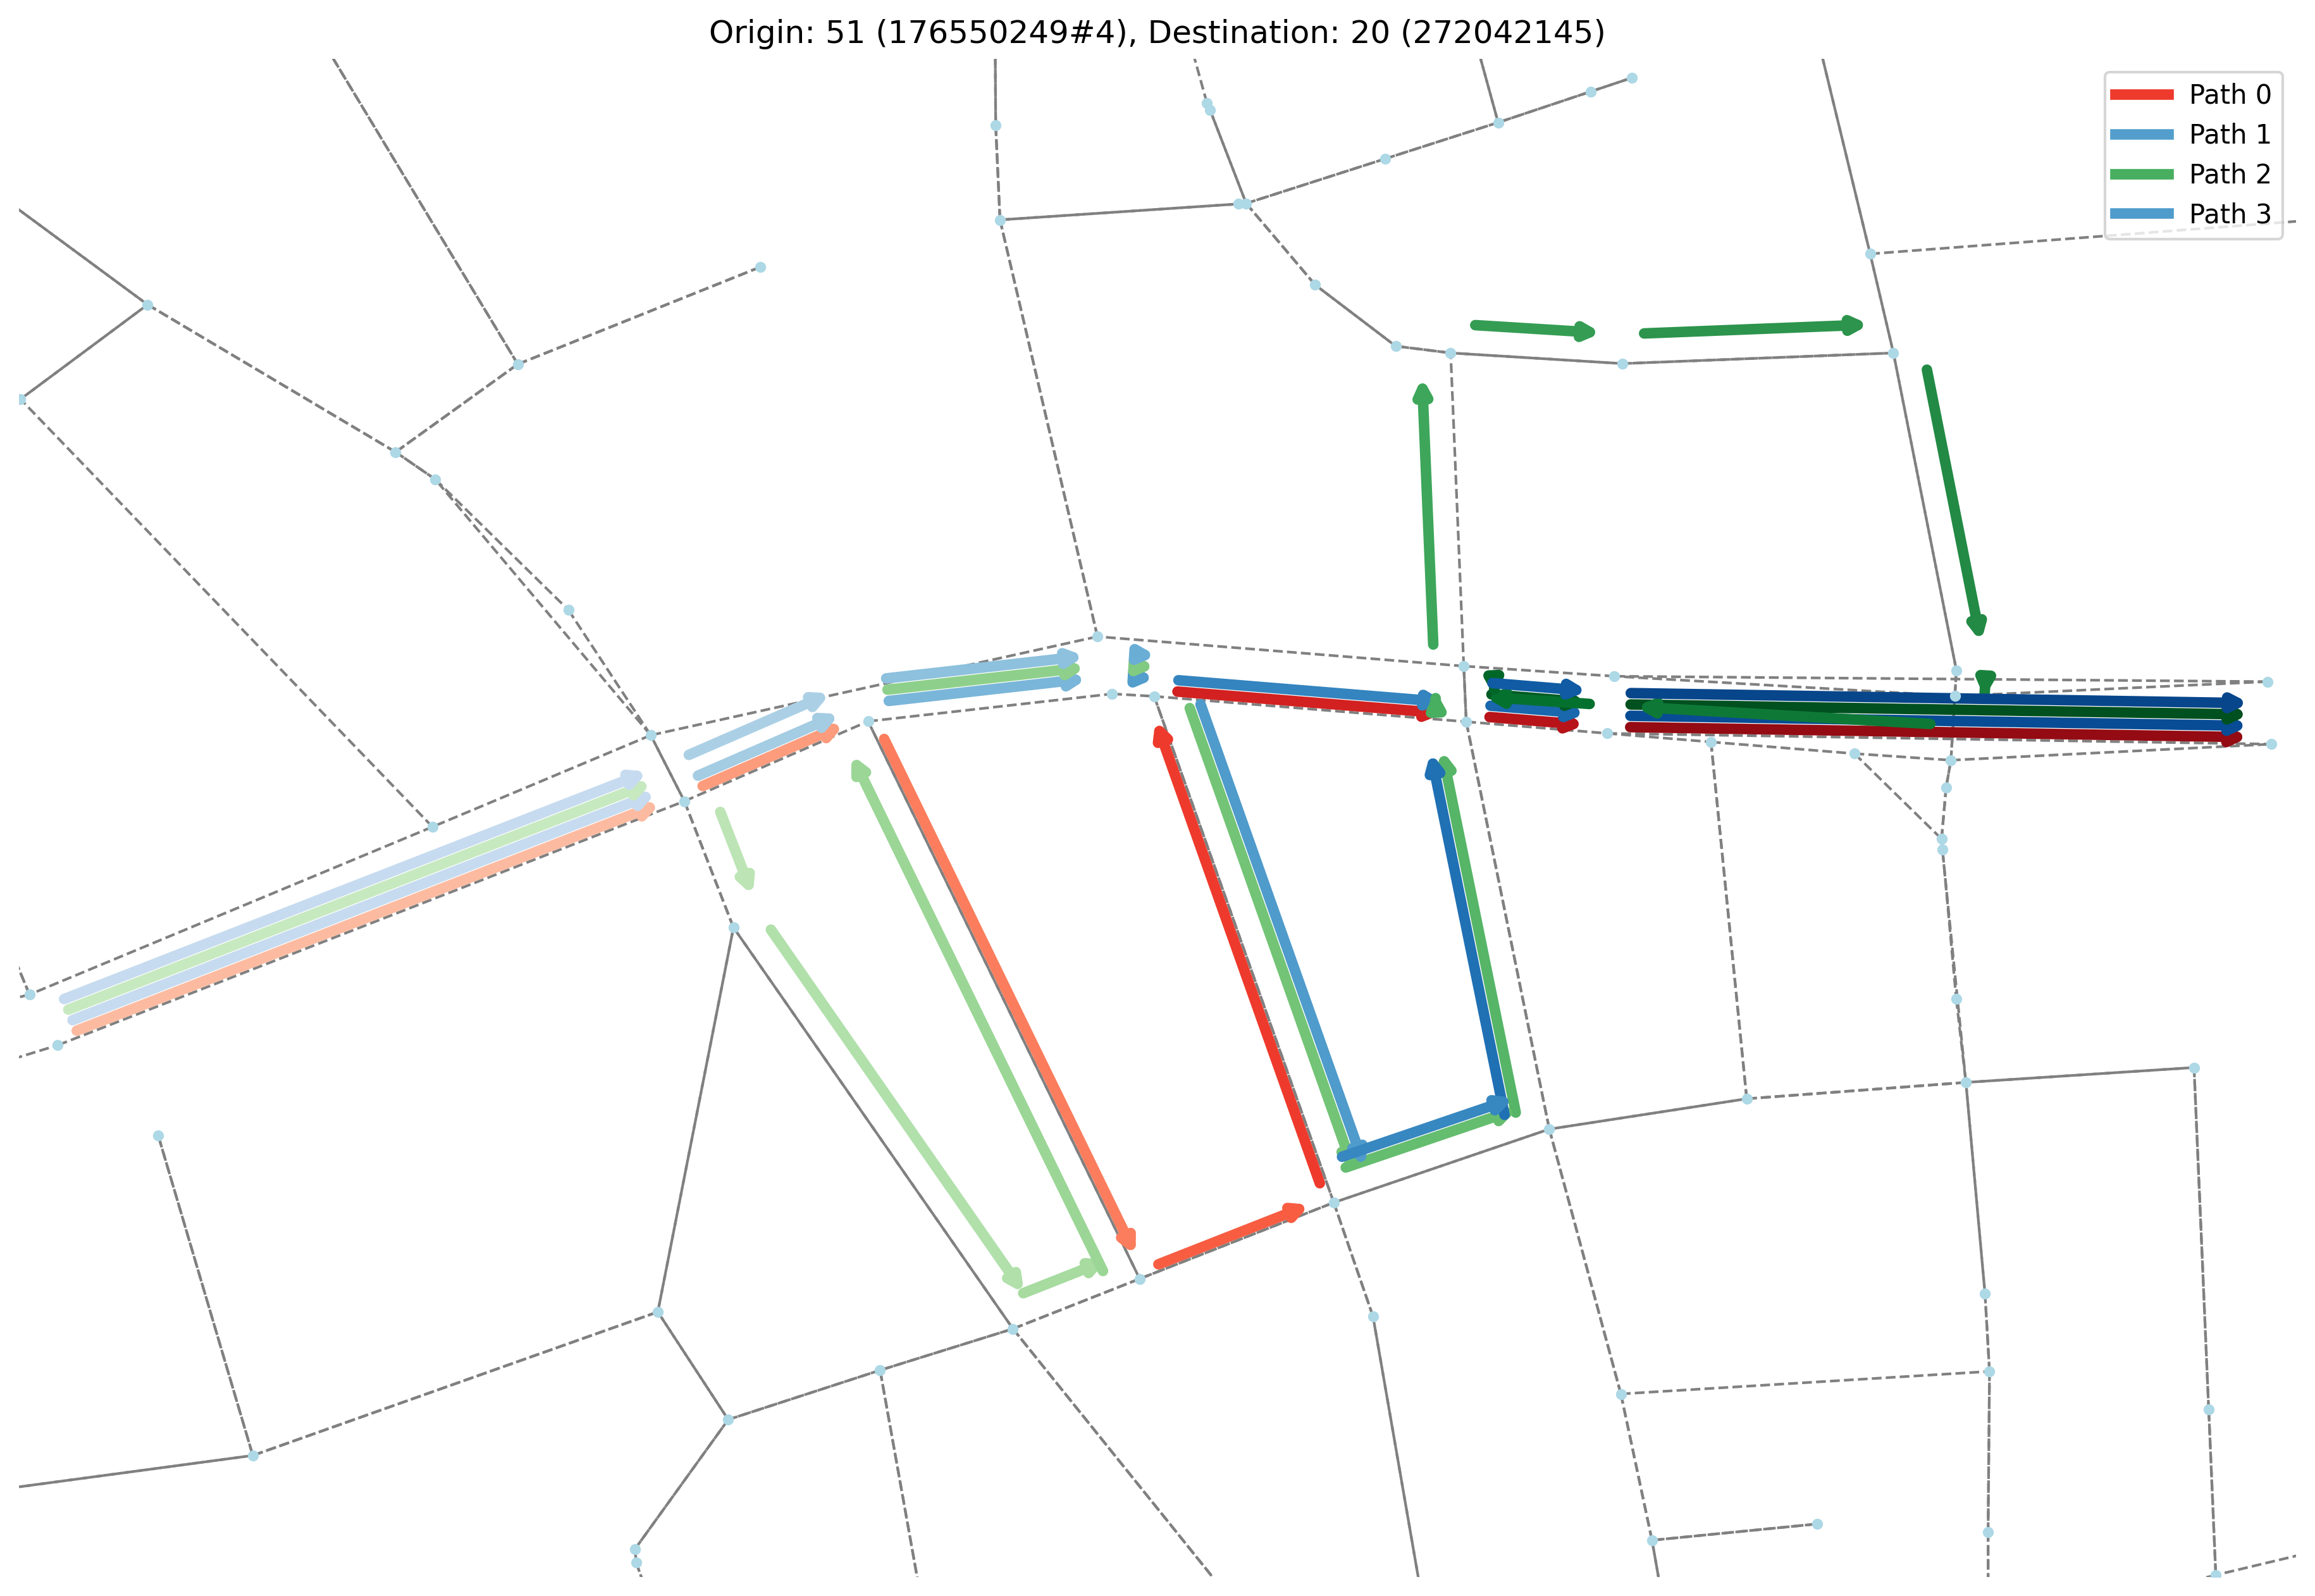 Origin: 51 (176550249#4), Destination: 20 (272042145)
Path 0
Path 1
Path 2
Path 3